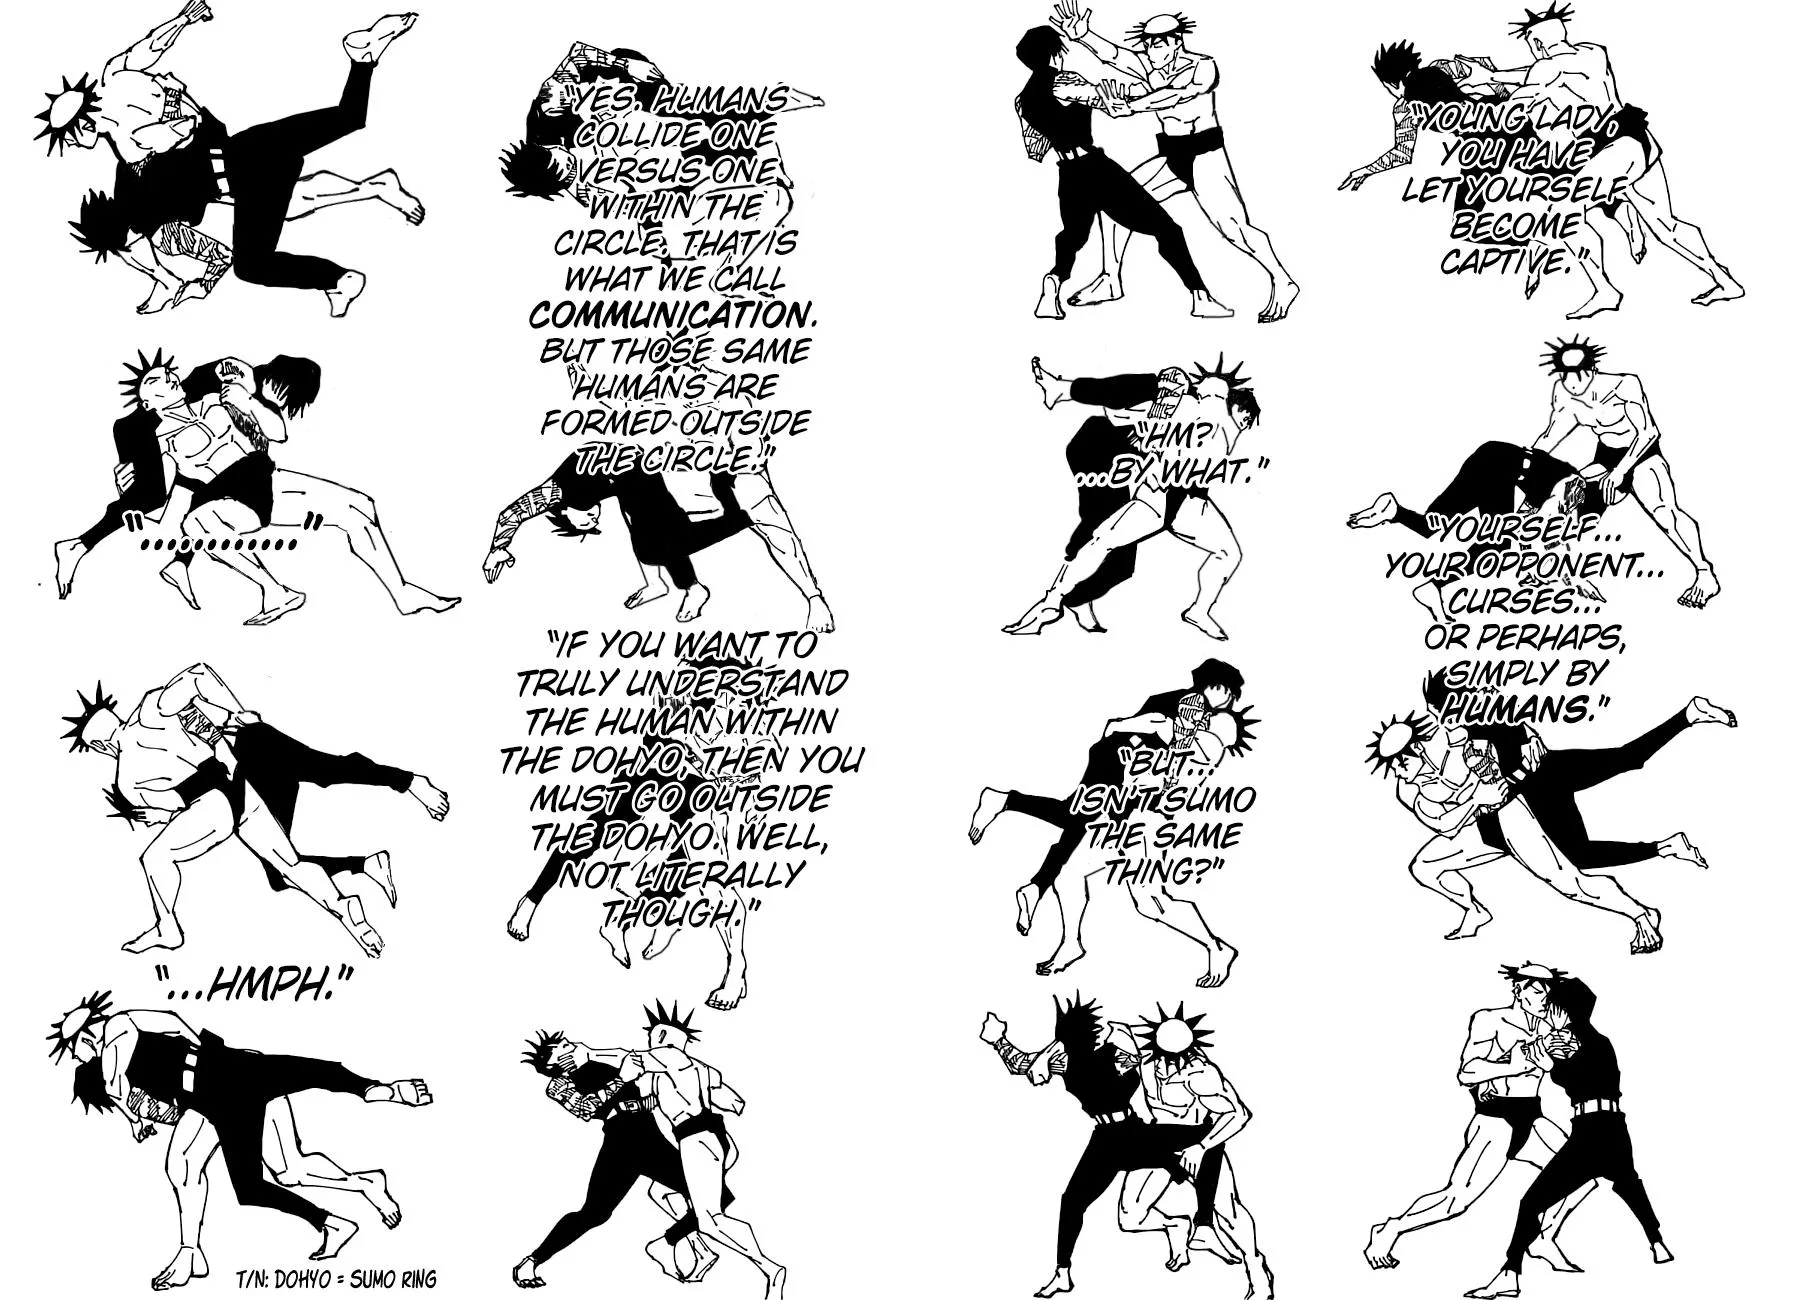 "YOUNG LADY,
YOU HAVE
LET YOURSELF
BECOME
CAPTIVE."
"HM?
...BY WHAT."
"YOURSELF...
YOUR OPPONENT...
CURSES...
OR PERHAPS,
SIMPLY BY
HUMANS."
"BUT...
ISN'T SUMO
THE SAME
THING?"
"YES. HUMANS
COLLIDE ONE
VERSUS ONE
WITHIN THE
CIRCLE. THAT IS
WHAT WE CALL
COMMUNICATION.
BUT THOSE SAME
HUMANS ARE
FORMED OUTSIDE
THE CIRCLE."
"............"
"IF YOU WANT TO
TRULY UNDERSTAND
THE HUMAN WITHIN
THE DOHYO, THEN YOU
MUST GO OUTSIDE
THE DOHYO. WELL,
NOT LITERALLY
THOUGH."
"...HMPH."
T/N: DOHYO = SUMO RING